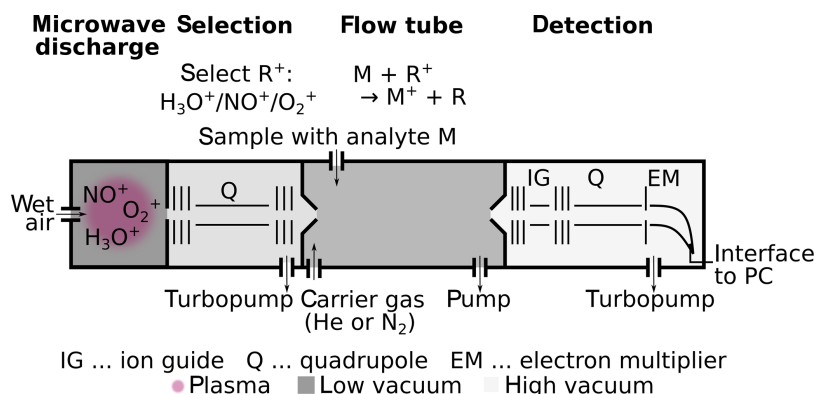 Microwave discharge
Selection
Flow tube
Detection
Select R⁺:
H₃O⁺/NO⁺/O₂⁺
M + R⁺
→ M⁺ + R
Sample with analyte M
Wet
air
NO⁺
O₂⁺
H₃O⁺
Q
IG
Q
EM
Interface
to PC
Turbopump
Carrier gas
(He or N₂)
Pump
Turbopump
IG ... ion guide Q ... quadrupole EM ... electron multiplier
Plasma Low vacuum High vacuum